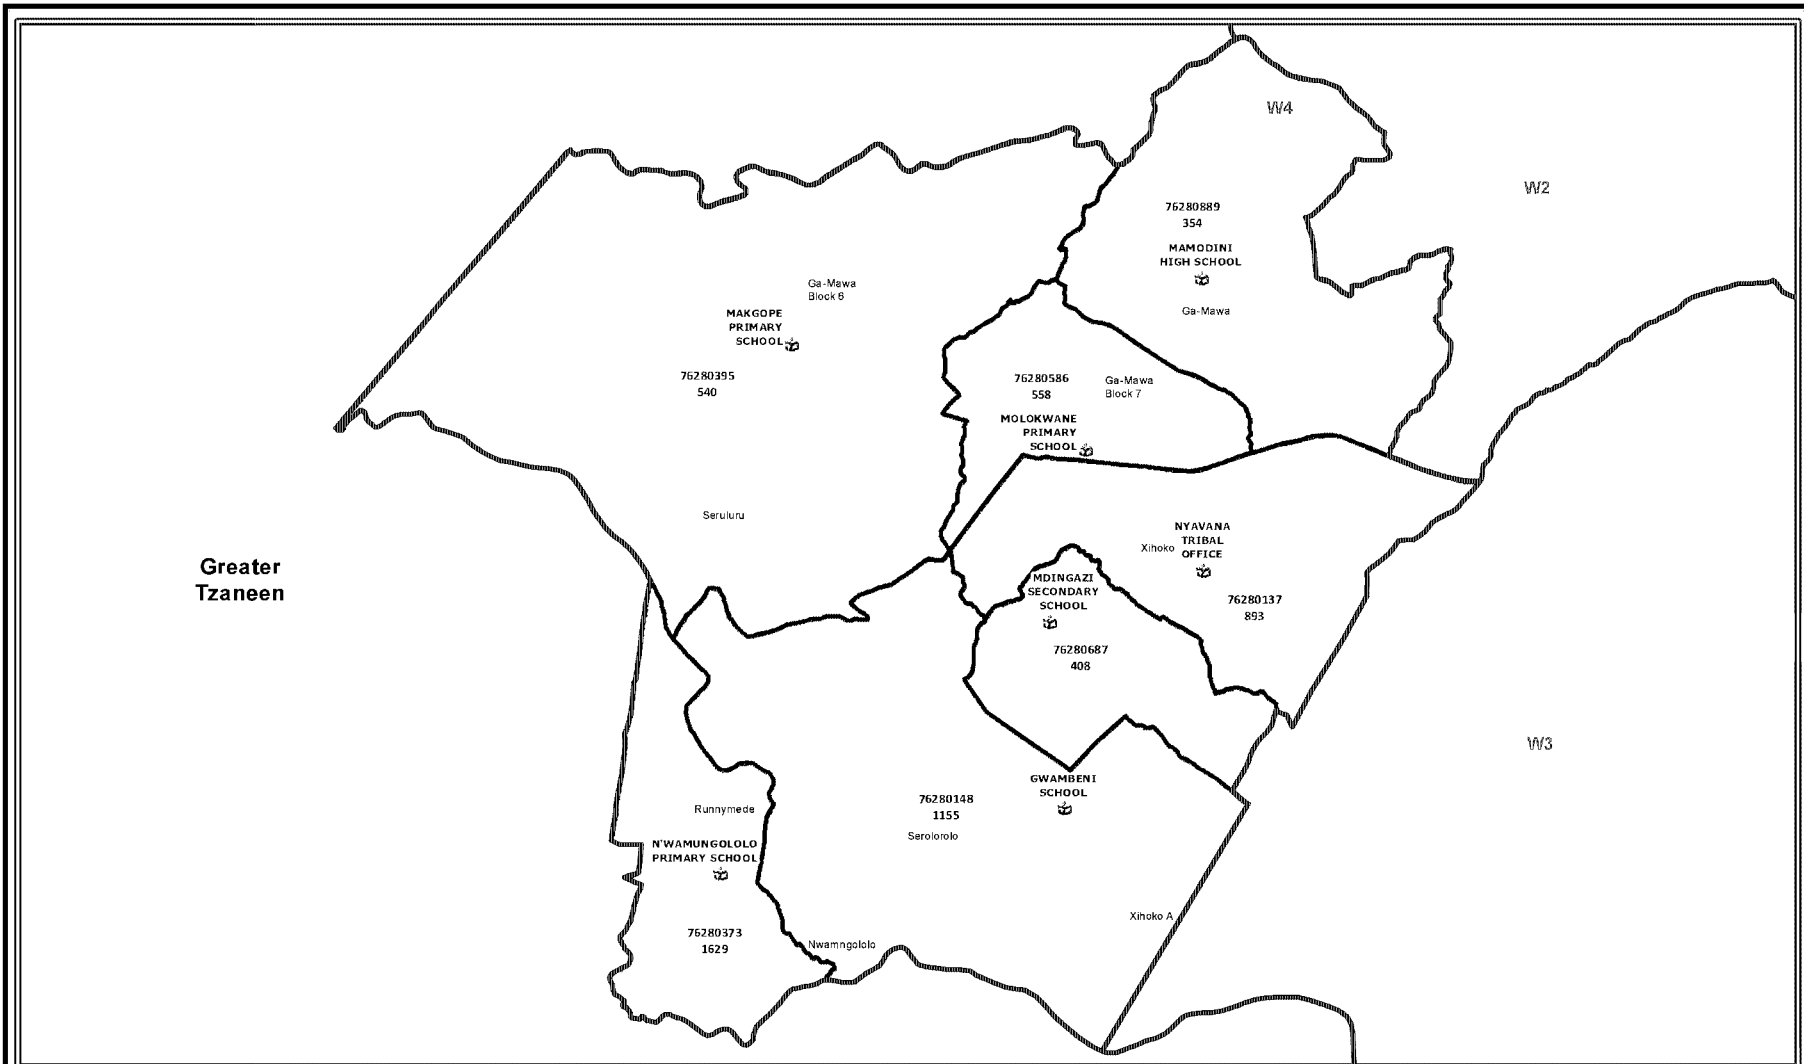 W4
W2
76280889
354
MAMODINI
HIGH SCHOOL
Ga-Mawa
Ga-Mawa
Block 6
MAKGOPE
PRIMARY
SCHOOL
76280395
540
76280586
558
Ga-Mawa
Block 7
MOLOKWANE
PRIMARY
SCHOOL
Seruluru
Greater
Tzaneen
NYAVANA
TRIBAL
OFFICE
Xihoko
76280137
893
MDINGAZI
SECONDARY
SCHOOL
76280687
408
W3
GWAMBENI
SCHOOL
76280148
1155
Serolorolo
Runnymede
N'WAMUNGOLOLO
PRIMARY SCHOOL
76280373
1629
Nwamngololo
Xihoko A